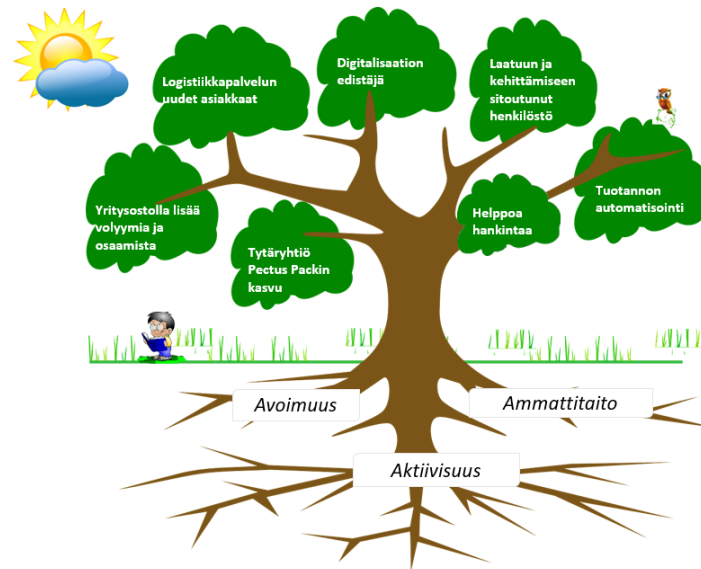 Logistiikkapalvelun
uudet asiakkaat
Digitalisaation
edistäjä
Laatuun ja
kehittämiseen
sitoutunut
henkilöstö
Yritysostolla lisää
volyymia ja
osaamista
Tytäryhtiö
Pectus Packin
kasvu
Helppoa
hankintaa
Tuotannon
automatisointi
Avoimuus
Ammattitaito
Aktiivisuus